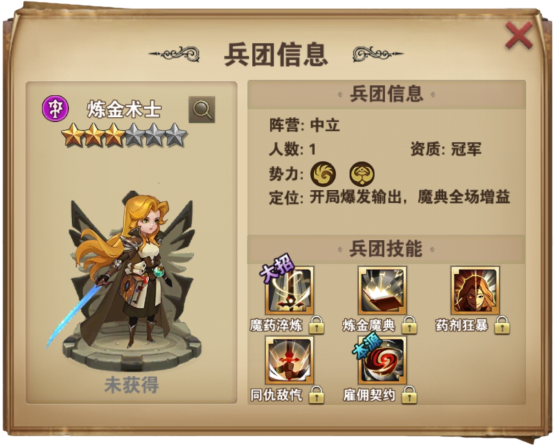 兵团信息
炼金术士
未获得
兵团信息
阵营: 中立
人数: 1 资质: 冠军
势力:
定位: 开局爆发输出，魔典全场增益
兵团技能
大招
魔药淬炼 炼金魔典 药剂狂暴
本源
同仇敌忾 雇佣契约